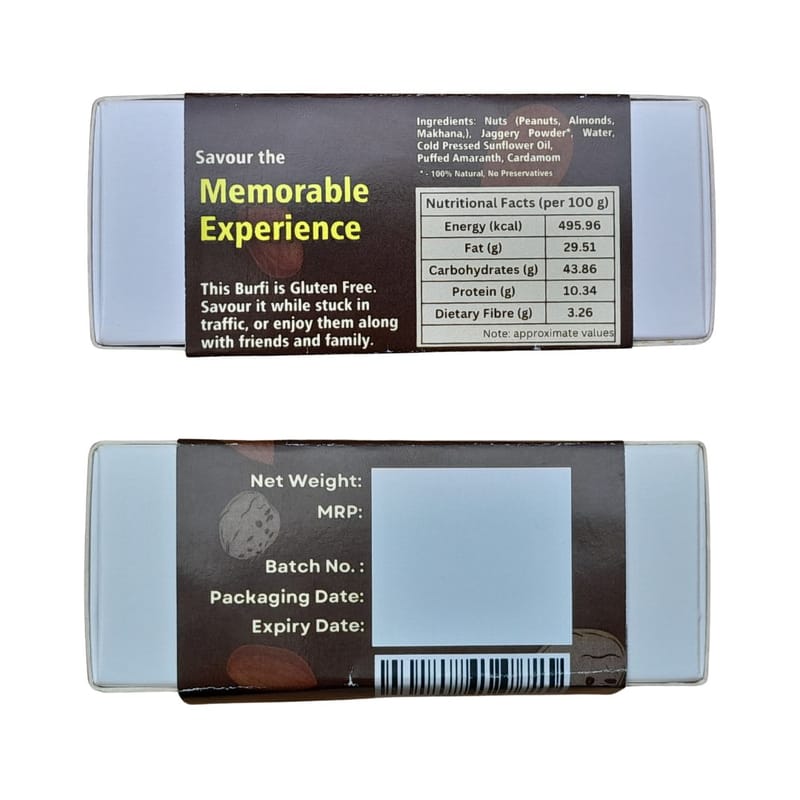 Savour the
Memorable
Experience
This Burfi is Gluten Free.
Savour it while stuck in
traffic, or enjoy them along
with friends and family.
Ingredients: Nuts (Peanuts, Almonds,
Makhana,), Jaggery Powder*, Water,
Cold Pressed Sunflower Oil,
Puffed Amaranth, Cardamom
* - 100% Natural, No Preservatives
Nutritional Facts (per 100 g)
Energy (kcal) 495.96
Fat (g) 29.51
Carbohydrates (g) 43.86
Protein (g) 10.34
Dietary Fibre (g) 3.26
Note: approximate values
Net Weight:
MRP:
Batch No. :
Packaging Date:
Expiry Date: